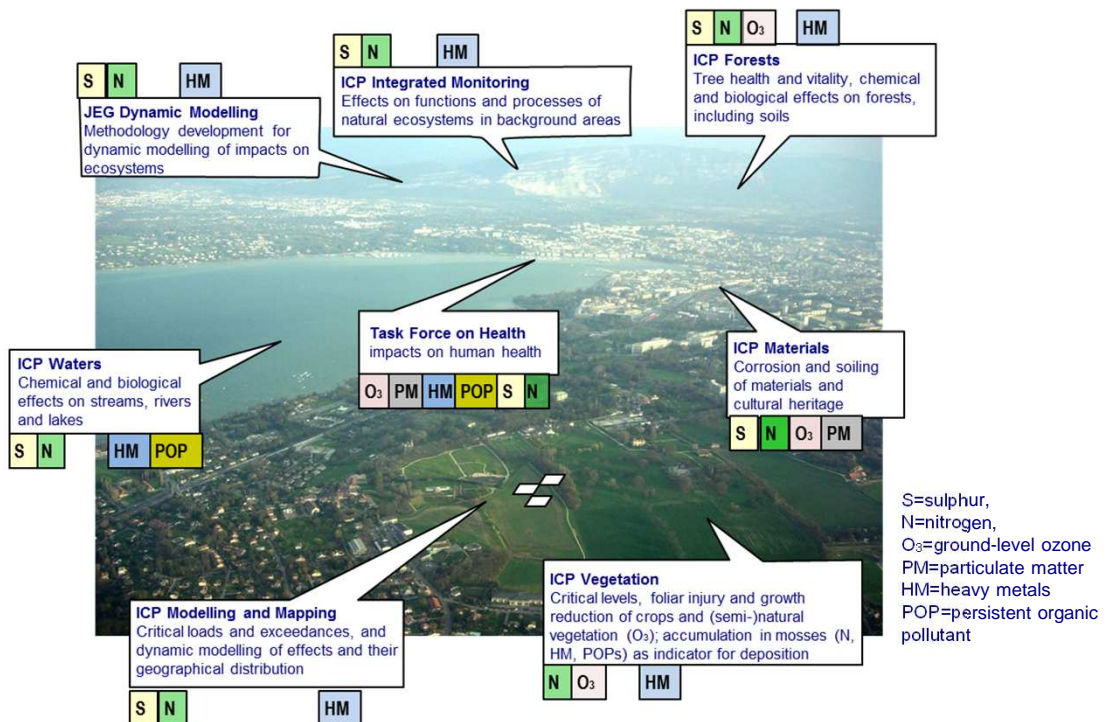 S N HM
JEG Dynamic Modelling
Methodology development for
dynamic modelling of impacts on
ecosystems
S N HM
ICP Integrated Monitoring
Effects on functions and processes of
natural ecosystems in background areas
S N O₃ HM
ICP Forests
Tree health and vitality, chemical
and biological effects on forests,
including soils
ICP Waters
Chemical and biological
effects on streams, rivers
and lakes
S N HM POP
Task Force on Health
impacts on human health
O₃ PM HM POP S N
ICP Materials
Corrosion and soiling
of materials and
cultural heritage
S N O₃ PM
ICP Modelling and Mapping
Critical loads and exceedances, and
dynamic modelling of effects and their
geographical distribution
S N HM
ICP Vegetation
Critical levels, foliar injury and growth
reduction of crops and (semi-)natural
vegetation (O₃); accumulation in mosses (N,
HM, POPs) as indicator for deposition
N O₃ HM
S=sulphur,
N=nitrogen,
O₃=ground-level ozone
PM=particulate matter
HM=heavy metals
POP=persistent organic
pollutant